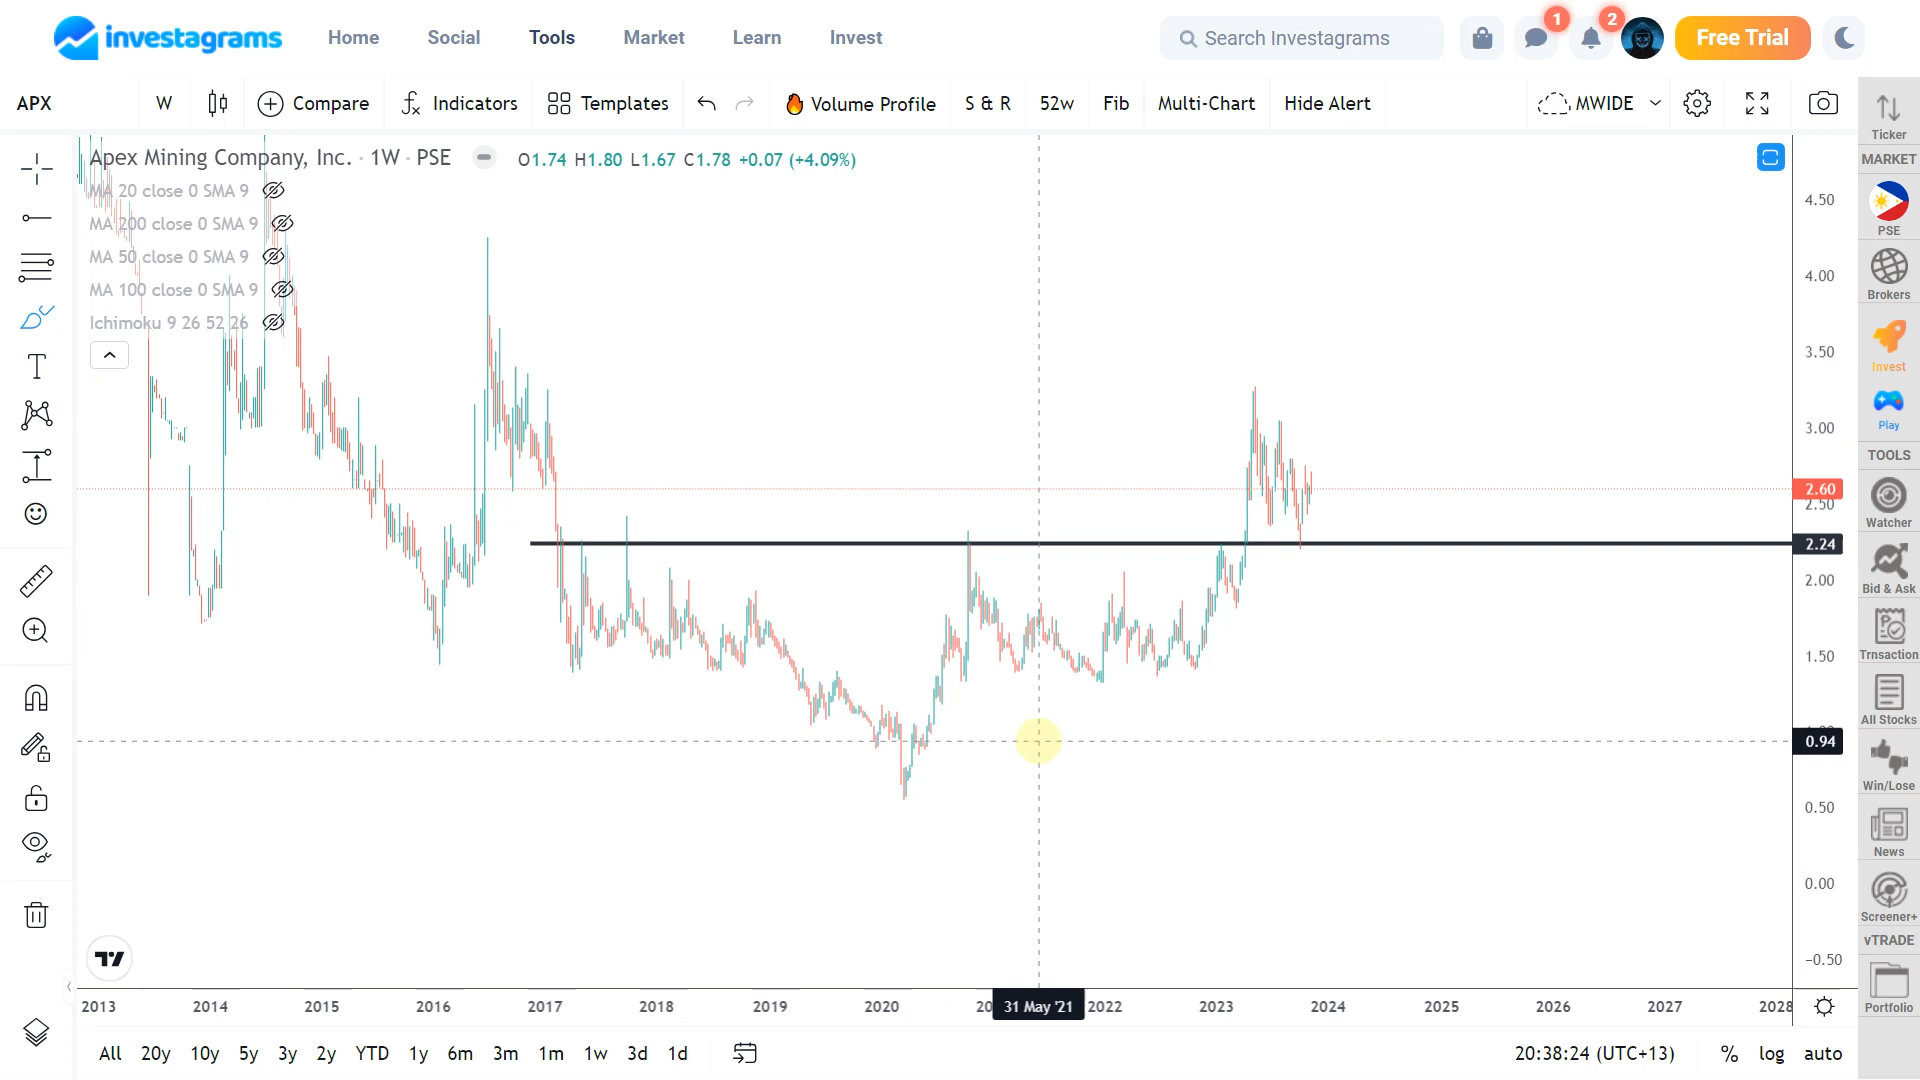 investagrams Home Social Tools Market Learn Invest Search Investagrams 1 2 Free Trial
APX W Compare Indicators Templates Volume Profile S & R 52w Fib Multi-Chart Hide Alert MWIDE
Apex Mining Company, Inc. · 1W · PSE O1.74 H1.80 L1.67 C1.78 +0.07 (+4.09%)
MA 20 close 0 SMA 9
MA 200 close 0 SMA 9
MA 50 close 0 SMA 9
MA 100 close 0 SMA 9
Ichimoku 9 26 52 26
4.50
4.00
3.50
3.00
2.60
2.50
2.24
2.00
1.50
0.94
0.50
0.00
−0.50
2013 2014 2015 2016 2017 2018 2019 2020 31 May '21 2022 2023 2024 2025 2026 2027 2028
All 20y 10y 5y 3y 2y YTD 1y 6m 3m 1m 1w 3d 1d 20:38:24 (UTC+13) % log auto
Ticker
MARKET
PSE
Brokers
Invest
Play
TOOLS
Watcher
Bid & Ask
Trnsaction
All Stocks
Win/Lose
News
Screener+
vTRADE
Portfolio